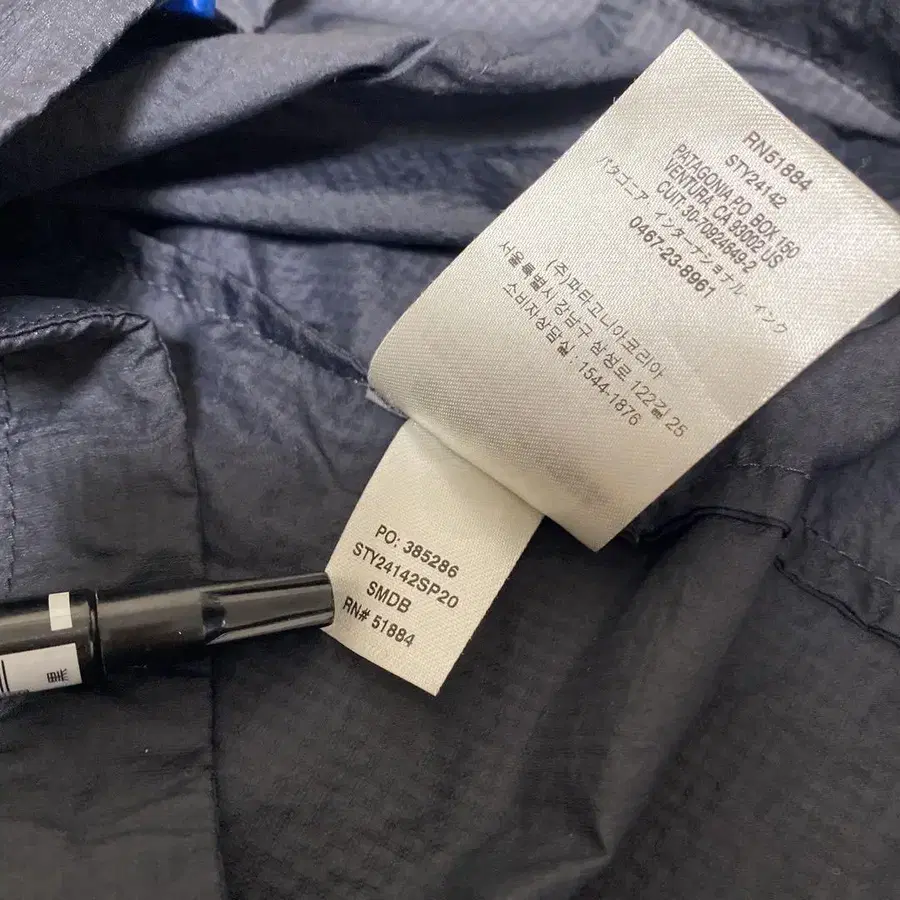 RN51884
STY24142
PATAGONIA PO BOX 150
VENTURA CA 93002 US
CUIT: 30-70924649-2
パタゴニア インターナショナル・インク
0467-23-8961
(주)파타고니아코리아
서울특별시 강남구 삼성로 122길 25
소비자상담실 : 1544-1876
PO: 385286
STY24142SP20
SMDB
RN# 51884